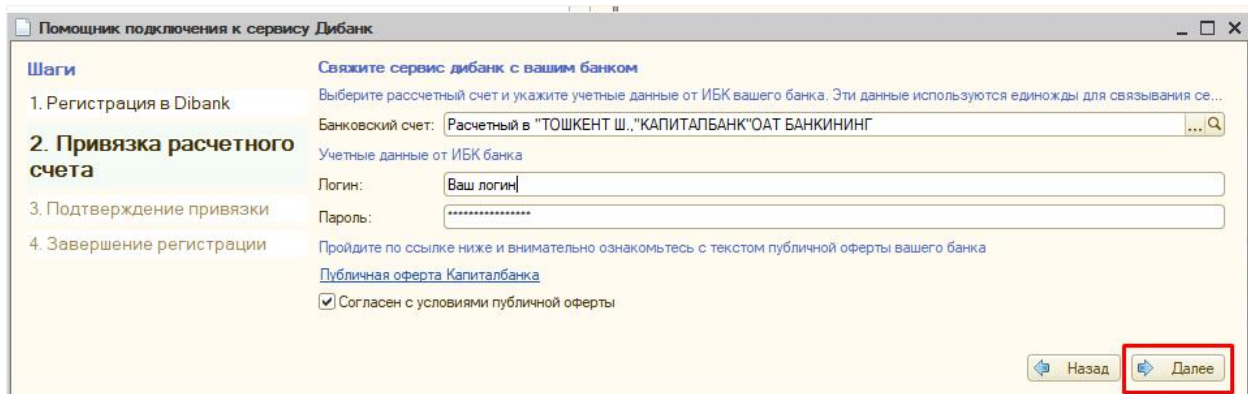 Помощник подключения к сервису Дибанк
Шаги
1. Регистрация в Dibank
2. Привязка расчетного
счета
3. Подтверждение привязки
4. Завершение регистрации
Свяжите сервис дибанк с вашим банком
Выберите рассчетный счет и укажите учетные данные от ИБК вашего банка. Эти данные используются единожды для связывания се...
Банковский счет: Расчетный в "ТОШКЕНТ Ш.,"КАПИТАЛБАНК"ОАТ БАНКИНИНГ ...
Учетные данные от ИБК банка
Логин: Ваш логин
Пароль: ****************
Пройдите по ссылке ниже и внимательно ознакомьтесь с текстом публичной оферты вашего банка
Публичная оферта Капиталбанка
Согласен с условиями публичной оферты
Назад Далее